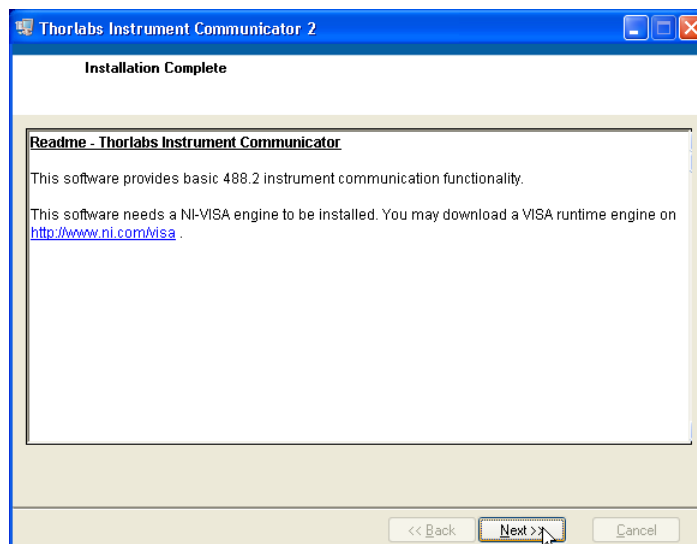 Thorlabs Instrument Communicator 2
Installation Complete
Readme - Thorlabs Instrument Communicator
This software provides basic 488.2 instrument communication functionality.
This software needs a NI-VISA engine to be installed. You may download a VISA runtime engine on
http://www.ni.com/visa .
<< Back
Next >>
Cancel